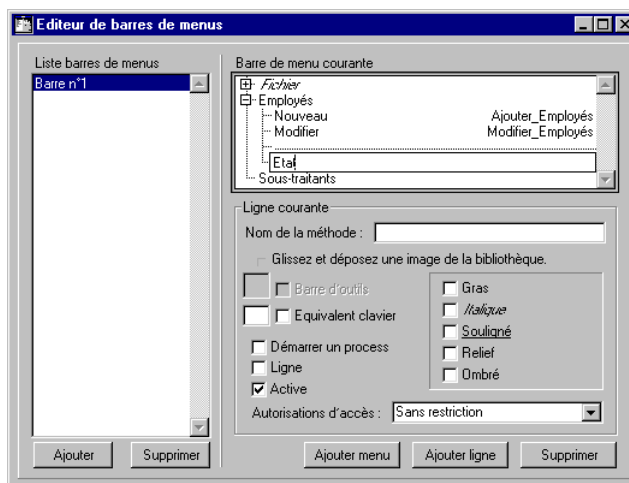 Editeur de barres de menus
Liste barres de menus
Barre n°1
Ajouter
Supprimer
Barre de menu courante
Fichier
Employés
Nouveau Ajouter_Employés
Modifier Modifier_Employés
Etat
Sous-traitants
Ligne courante
Nom de la méthode :
Glissez et déposez une image de la bibliothèque.
Barre d'outils
Equivalent clavier
Démarrer un process
Ligne
Active
Gras
Italique
Souligné
Relief
Ombré
Autorisations d'accès : Sans restriction
Ajouter menu
Ajouter ligne
Supprimer